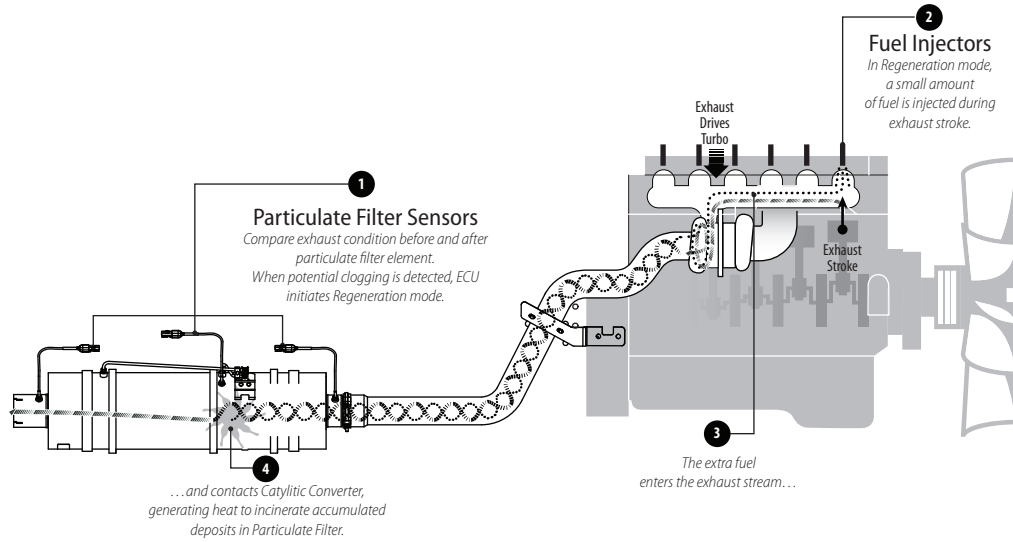 1
Particulate Filter Sensors
Compare exhaust condition before and after
particulate filter element.
When potential clogging is detected, ECU
initiates Regeneration mode.
2
Fuel Injectors
In Regeneration mode,
a small amount
of fuel is injected during
exhaust stroke.
Exhaust
Drives
Turbo
Exhaust
Stroke
3
The extra fuel
enters the exhaust stream…
4
…and contacts Catylitic Converter,
generating heat to incinerate accumulated
deposits in Particulate Filter.